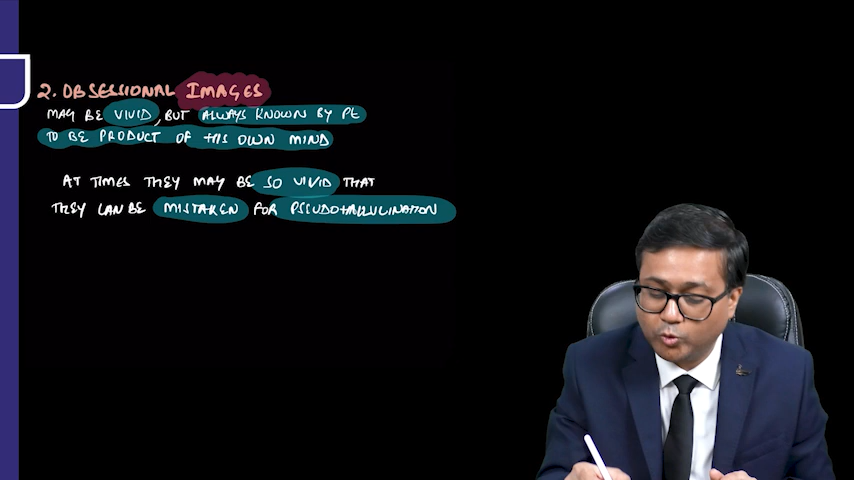 2. OBSESSIONAL IMAGES
MAY BE VIVID, BUT ALWAYS KNOWN BY PT
TO BE PRODUCT OF HIS OWN MIND
AT TIMES THEY MAY BE SO VIVID THAT
THEY CAN BE MISTAKEN FOR PSEUDOHALLUCINATION